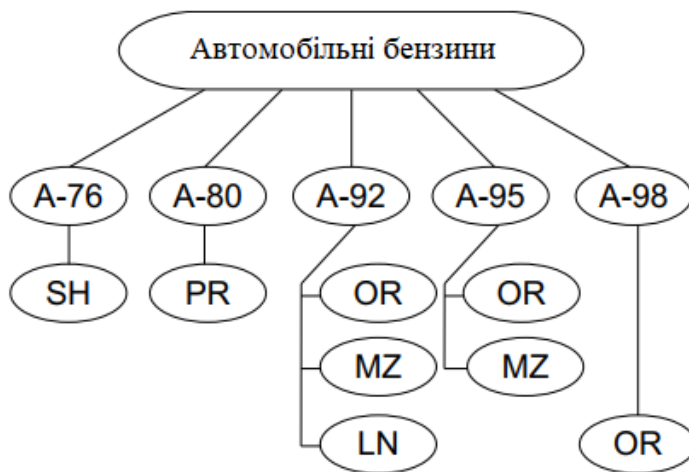 Автомобільні бензини
A-76 A-80 A-92 A-95 A-98
SH PR OR OR
MZ MZ
LN OR